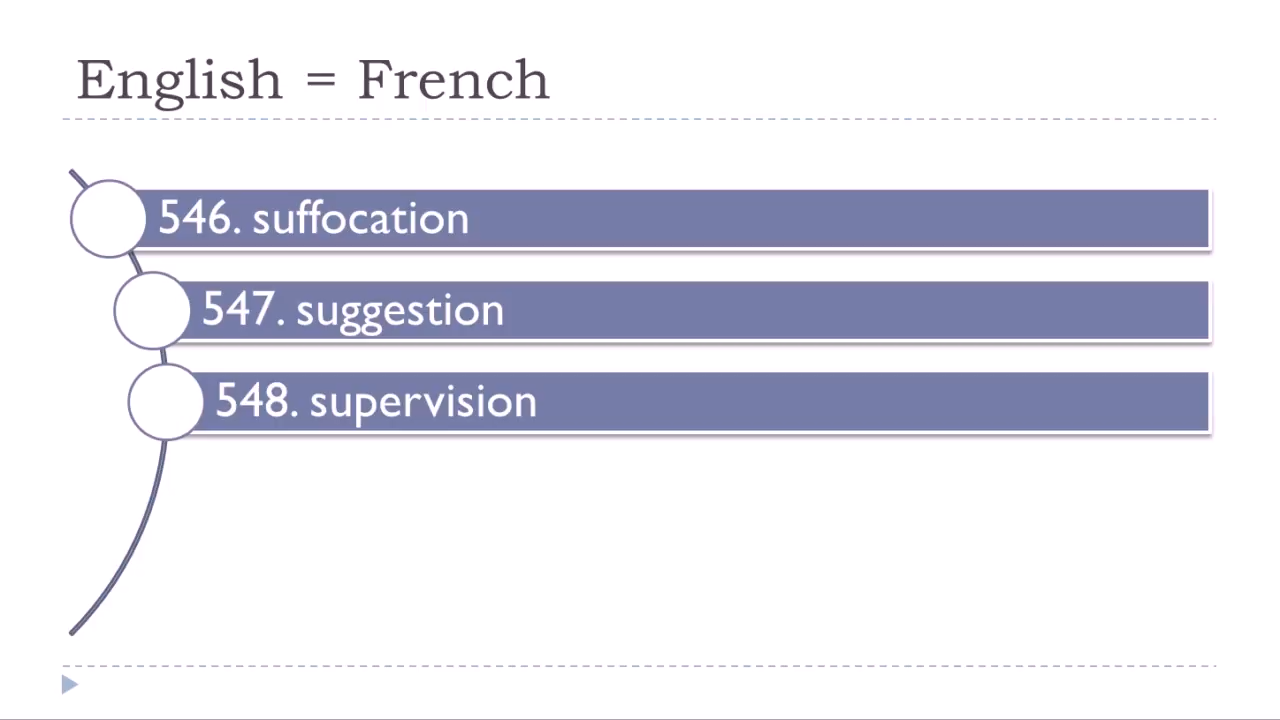 English = French
546. suffocation
547. suggestion
548. supervision